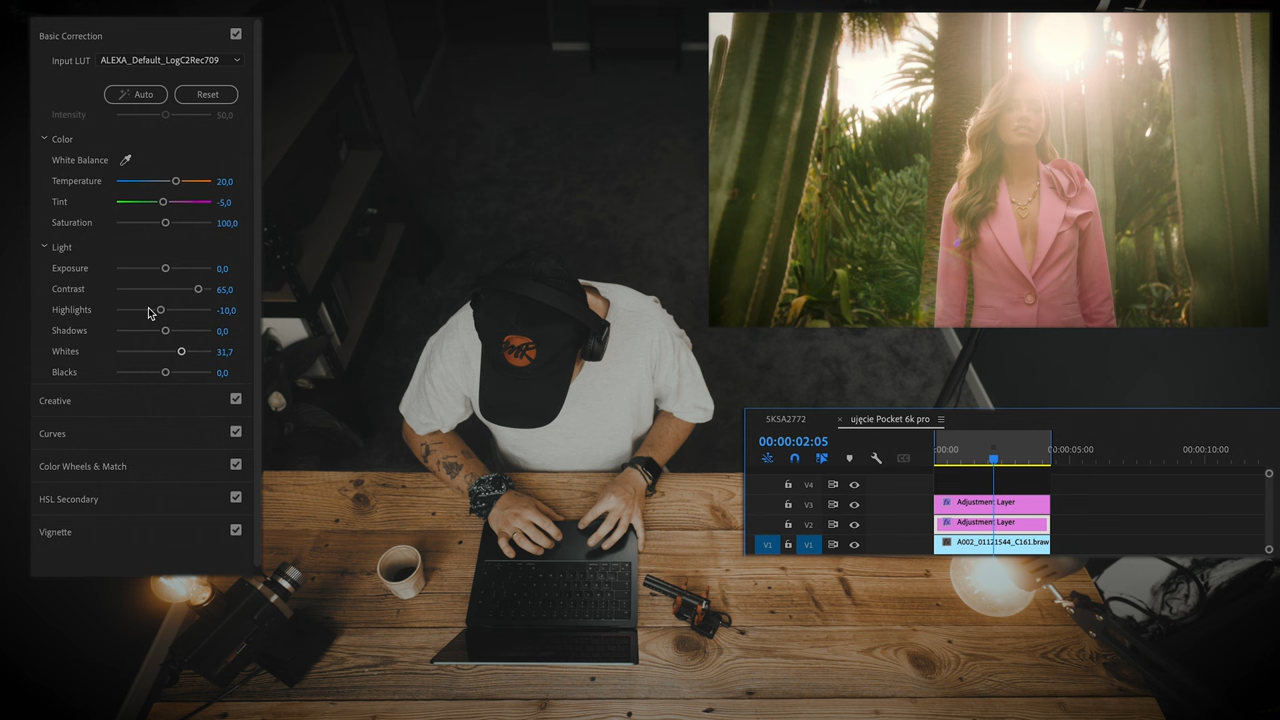 Basic Correction
Input LUT ALEXA_Default_LogC2Rec709
Auto Reset
Intensity 50,0
Color
White Balance
Temperature 20,0
Tint -5,0
Saturation 100,0
Light
Exposure 0,0
Contrast 65,0
Highlights -10,0
Shadows 0,0
Whites 31,7
Blacks 0,0
Creative
Curves
Color Wheels & Match
HSL Secondary
Vignette
5K5A2772 × ujęcie Pocket 6k pro
00:00:02:05
:00:00 00:00:05:00 00:00:10:00
CC
V4
V3 fx Adjustment Layer
V2 fx Adjustment Layer
V1 V1 fx A002_01121544_C161.braw